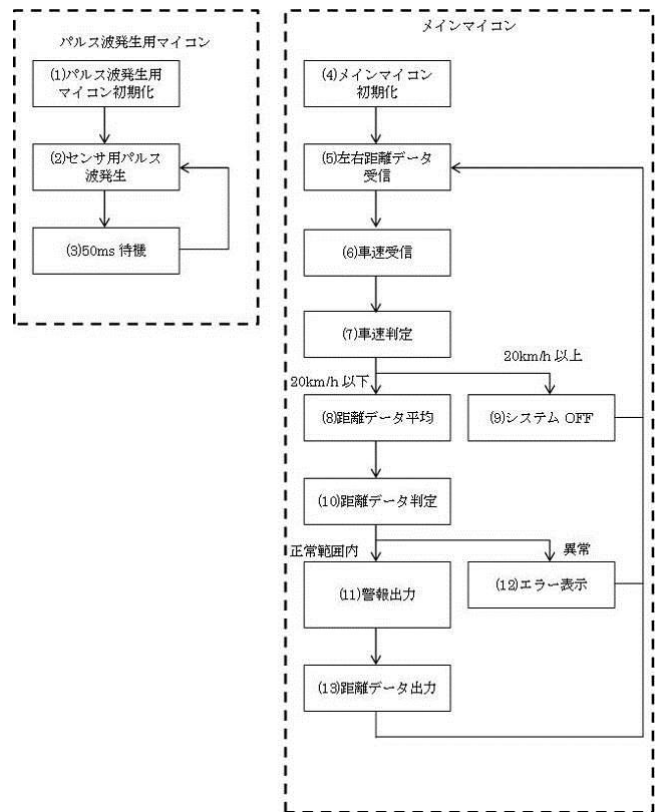 パルス波発生用マイコン
(1)パルス波発生用
マイコン初期化
(2)センサ用パルス
波発生
(3)50ms 待機
メインマイコン
(4)メインマイコン
初期化
(5)左右距離データ
受信
(6)車速受信
(7)車速判定
20km/h 以下
20km/h 以上
(8)距離データ平均
(9)システム OFF
(10)距離データ判定
正常範囲内
異常
(11)警報出力
(12)エラー表示
(13)距離データ出力